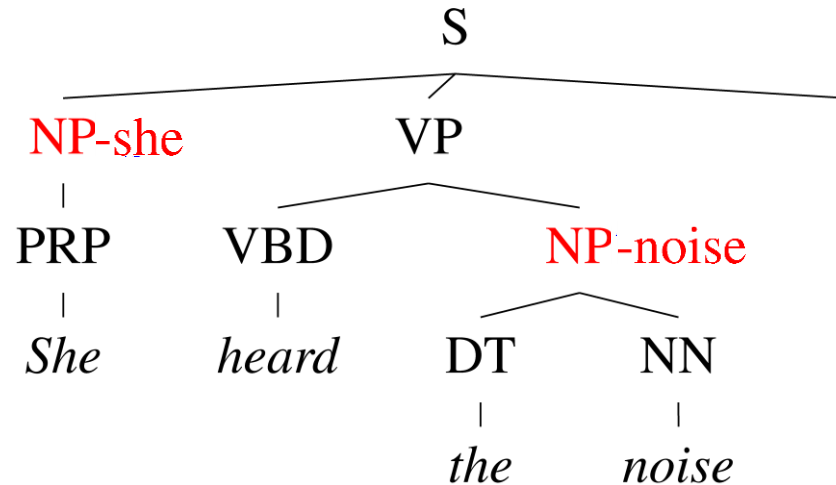 S
NP-she VP
PRP VBD NP-noise
She heard DT NN
the noise